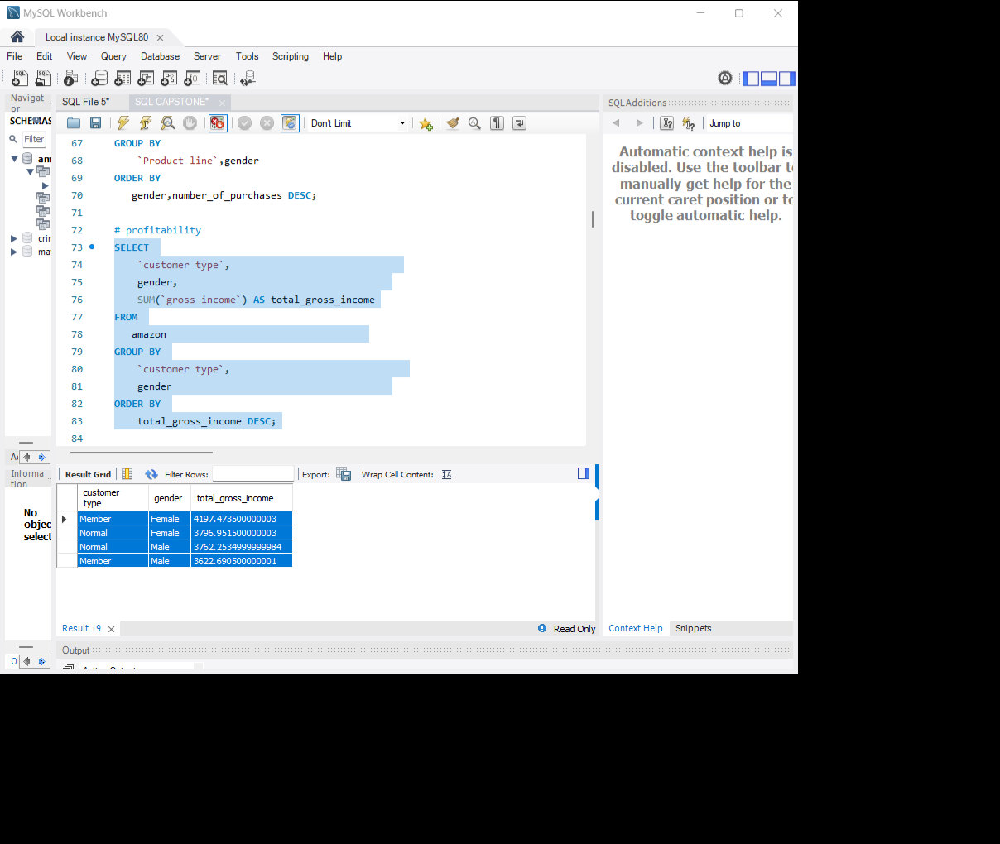 MySQL Workbench
Local instance MySQL80
File Edit View Query Database Server Tools Scripting Help
Navigat
or
SCHEMAS
Filter
am
crir
ma
SQL File 5*
SQL CAPSTONE*
Don't Limit
67 GROUP BY
68 `Product line`,gender
69 ORDER BY
70 gender,number_of_purchases DESC;
71
72 # profitability
73 SELECT
74 `customer type`,
75 gender,
76 SUM(`gross income`) AS total_gross_income
77 FROM
78 amazon
79 GROUP BY
80 `customer type`,
81 gender
82 ORDER BY
83 total_gross_income DESC;
84
Informa
tion
No
objec
select
Result Grid Filter Rows: Export: Wrap Cell Content:
customer
type gender total_gross_income
Member Female 4197.473500000003
Normal Female 3796.951500000003
Normal Male 3762.2534999999984
Member Male 3622.690500000001
Result 19
Read Only
Output
SQLAdditions
Jump to
Automatic context help is
disabled. Use the toolbar to
manually get help for the
current caret position or to
toggle automatic help.
Context Help Snippets